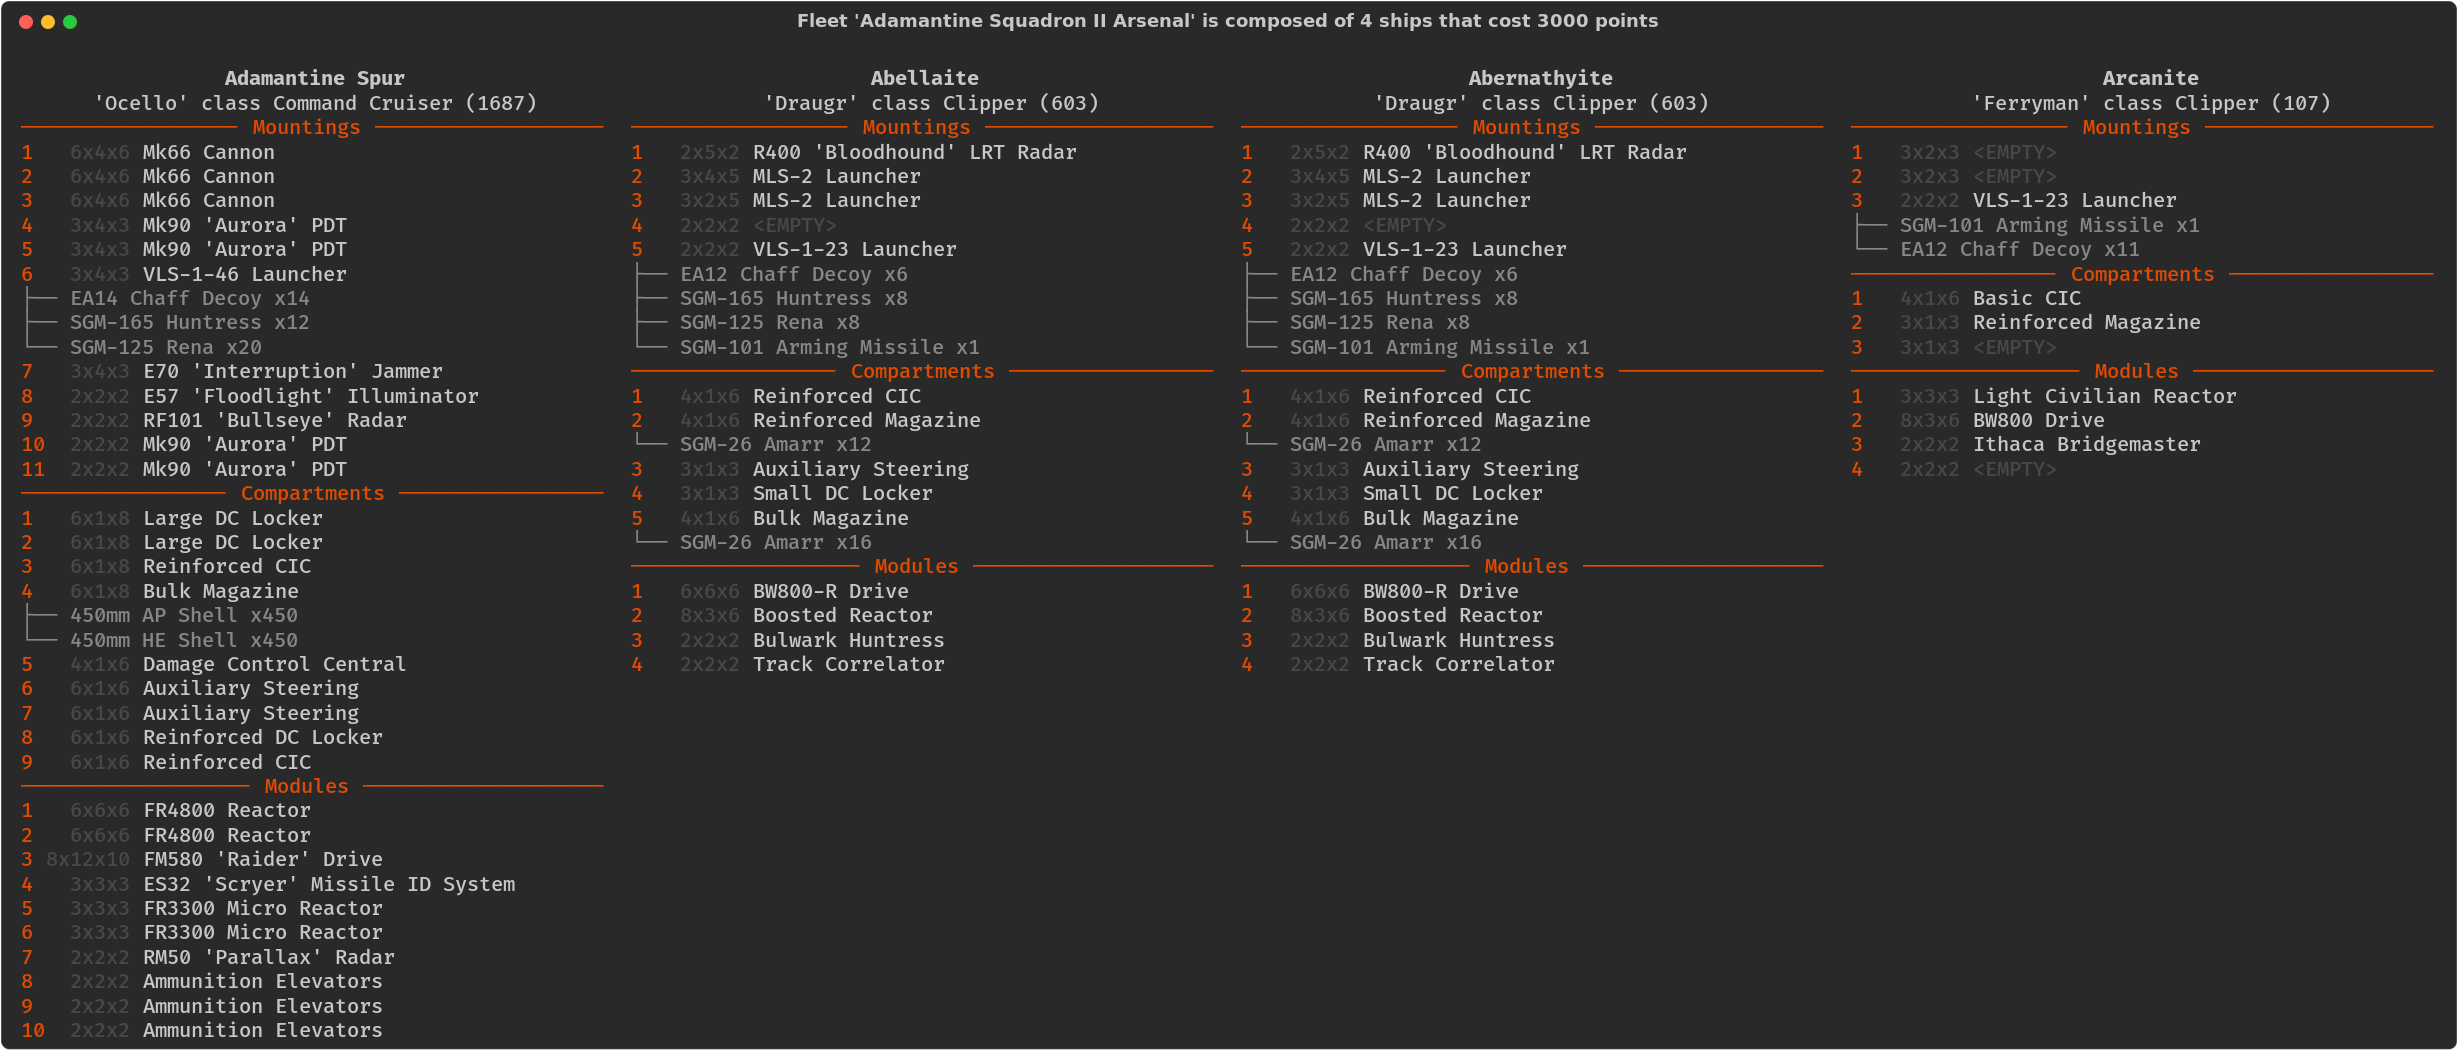 Fleet 'Adamantine Squadron II Arsenal' is composed of 4 ships that cost 3000 points
Adamantine Spur
'Ocello' class Command Cruiser (1687)
Mountings
1 6x4x6 Mk66 Cannon
2 6x4x6 Mk66 Cannon
3 6x4x6 Mk66 Cannon
4 3x4x3 Mk90 'Aurora' PDT
5 3x4x3 Mk90 'Aurora' PDT
6 3x4x3 VLS-1-46 Launcher
├── EA14 Chaff Decoy x14
├── SGM-165 Huntress x12
└── SGM-125 Rena x20
7 3x4x3 E70 'Interruption' Jammer
8 2x2x2 E57 'Floodlight' Illuminator
9 2x2x2 RF101 'Bullseye' Radar
10 2x2x2 Mk90 'Aurora' PDT
11 2x2x2 Mk90 'Aurora' PDT
Compartments
1 6x1x8 Large DC Locker
2 6x1x8 Large DC Locker
3 6x1x8 Reinforced CIC
4 6x1x8 Bulk Magazine
├── 450mm AP Shell x450
└── 450mm HE Shell x450
5 4x1x6 Damage Control Central
6 6x1x6 Auxiliary Steering
7 6x1x6 Auxiliary Steering
8 6x1x6 Reinforced DC Locker
9 6x1x6 Reinforced CIC
Modules
1 6x6x6 FR4800 Reactor
2 6x6x6 FR4800 Reactor
3 8x12x10 FM580 'Raider' Drive
4 3x3x3 ES32 'Scryer' Missile ID System
5 3x3x3 FR3300 Micro Reactor
6 3x3x3 FR3300 Micro Reactor
7 2x2x2 RM50 'Parallax' Radar
8 2x2x2 Ammunition Elevators
9 2x2x2 Ammunition Elevators
10 2x2x2 Ammunition Elevators
Abellaite
'Draugr' class Clipper (603)
Mountings
1 2x5x2 R400 'Bloodhound' LRT Radar
2 3x4x5 MLS-2 Launcher
3 3x2x5 MLS-2 Launcher
4 2x2x2 <EMPTY>
5 2x2x2 VLS-1-23 Launcher
├── EA12 Chaff Decoy x6
├── SGM-165 Huntress x8
├── SGM-125 Rena x8
└── SGM-101 Arming Missile x1
Compartments
1 4x1x6 Reinforced CIC
2 4x1x6 Reinforced Magazine
└── SGM-26 Amarr x12
3 3x1x3 Auxiliary Steering
4 3x1x3 Small DC Locker
5 4x1x6 Bulk Magazine
└── SGM-26 Amarr x16
Modules
1 6x6x6 BW800-R Drive
2 8x3x6 Boosted Reactor
3 2x2x2 Bulwark Huntress
4 2x2x2 Track Correlator
Abernathyite
'Draugr' class Clipper (603)
Mountings
1 2x5x2 R400 'Bloodhound' LRT Radar
2 3x4x5 MLS-2 Launcher
3 3x2x5 MLS-2 Launcher
4 2x2x2 <EMPTY>
5 2x2x2 VLS-1-23 Launcher
├── EA12 Chaff Decoy x6
├── SGM-165 Huntress x8
├── SGM-125 Rena x8
└── SGM-101 Arming Missile x1
Compartments
1 4x1x6 Reinforced CIC
2 4x1x6 Reinforced Magazine
└── SGM-26 Amarr x12
3 3x1x3 Auxiliary Steering
4 3x1x3 Small DC Locker
5 4x1x6 Bulk Magazine
└── SGM-26 Amarr x16
Modules
1 6x6x6 BW800-R Drive
2 8x3x6 Boosted Reactor
3 2x2x2 Bulwark Huntress
4 2x2x2 Track Correlator
Arcanite
'Ferryman' class Clipper (107)
Mountings
1 3x2x3 <EMPTY>
2 3x2x3 <EMPTY>
3 2x2x2 VLS-1-23 Launcher
├── SGM-101 Arming Missile x1
└── EA12 Chaff Decoy x11
Compartments
1 4x1x6 Basic CIC
2 3x1x3 Reinforced Magazine
3 3x1x3 <EMPTY>
Modules
1 3x3x3 Light Civilian Reactor
2 8x3x6 BW800 Drive
3 2x2x2 Ithaca Bridgemaster
4 2x2x2 <EMPTY>